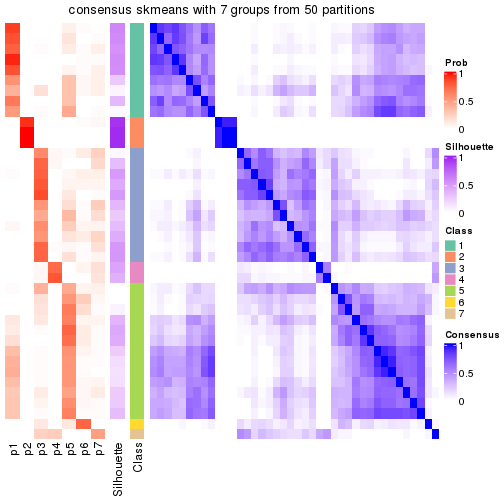 consensus skmeans with 7 groups from 50 partitions
Prob
1
0.5
0
Silhouette
1
0.5
0
Class
1
2
3
4
5
6
7
Consensus
1
0.5
0
p1
p2
p3
p4
p5
p6
p7
Silhouette
Class